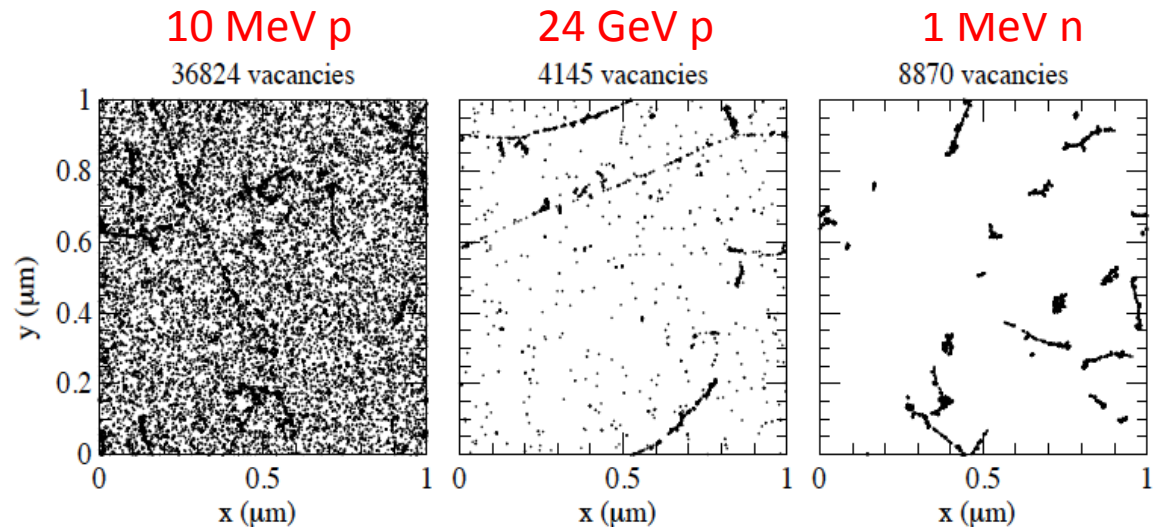 10 MeV p
24 GeV p
1 MeV n
36824 vacancies
4145 vacancies
8870 vacancies
1
0.8
0.6
0.4
0.2
0
y (μm)
0
0.5
1
0
0.5
1
0
0.5
1
x (μm)
x (μm)
x (μm)